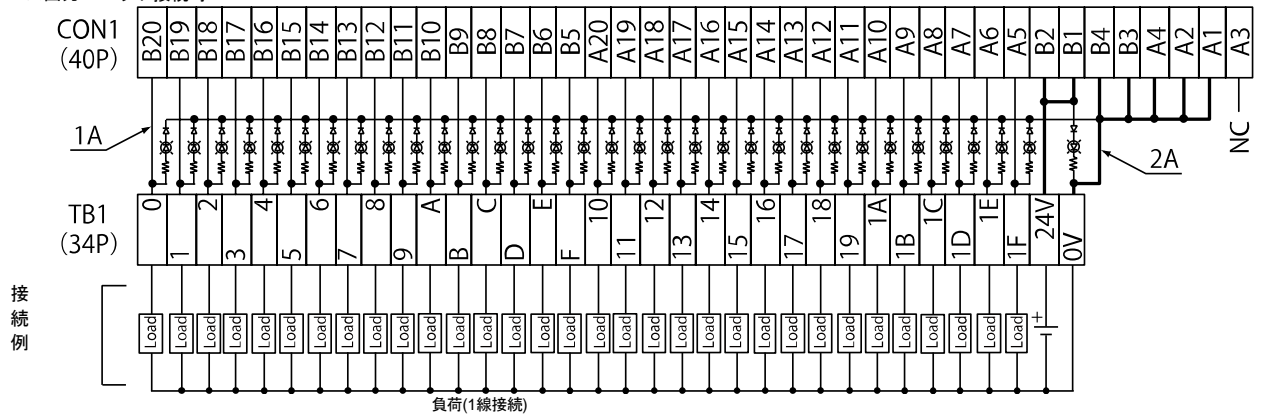 CON1
(40P)
B20 B19 B18 B17 B16 B15 B14 B13 B12 B11 B10 B9 B8 B7 B6 B5 A20 A19 A18 A17 A16 A15 A14 A13 A12 A11 A10 A9 A8 A7 A6 A5 B2 B1 B4 B3 A4 A2 A1 A3
1A
2A
NC
TB1
(34P)
0 1 2 3 4 5 6 7 8 9 A B C D E F 10 11 12 13 14 15 16 17 18 19 1A 1B 1C 1D 1E 1F 24V 0V
接続例
Load Load Load Load Load Load Load Load Load Load Load Load Load Load Load Load Load Load Load Load Load Load Load Load Load Load Load Load Load Load Load Load +
負荷(1線接続)